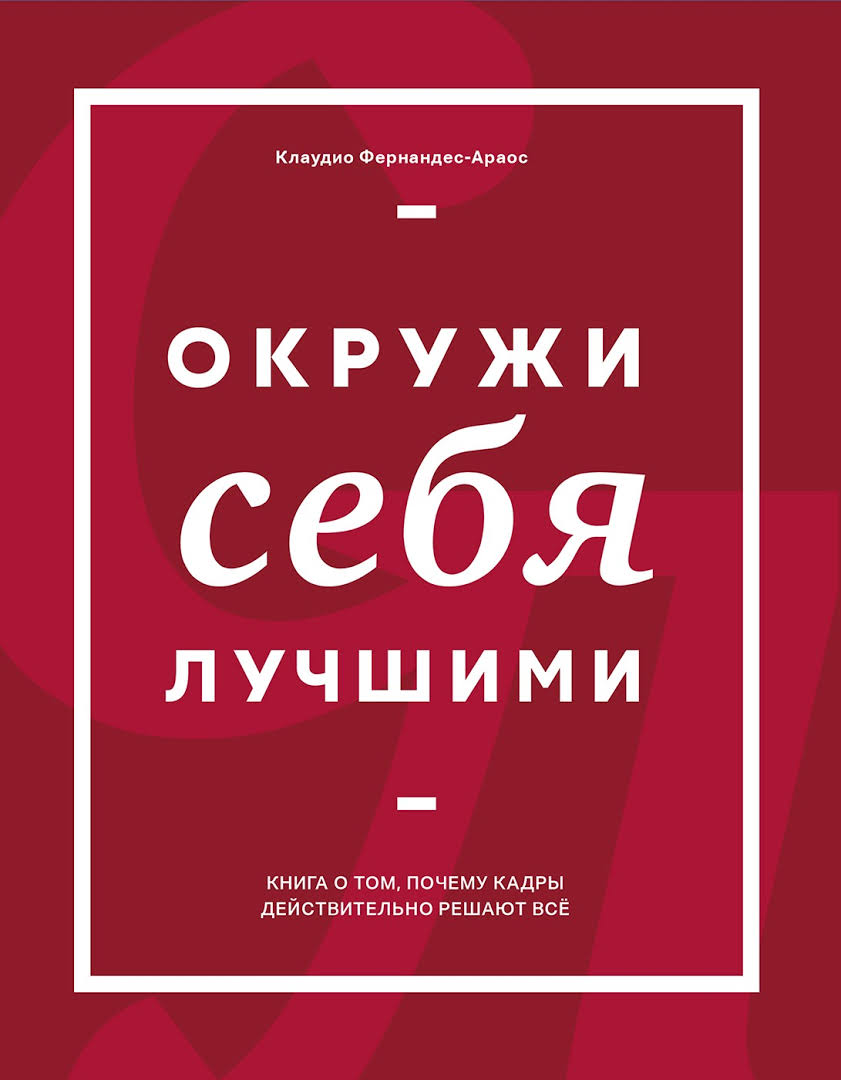 Клаудио Фернандес-Араос
ОКРУЖИ
себя
ЛУЧШИМИ
КНИГА О ТОМ, ПОЧЕМУ КАДРЫ
ДЕЙСТВИТЕЛЬНО РЕШАЮТ ВСЁ